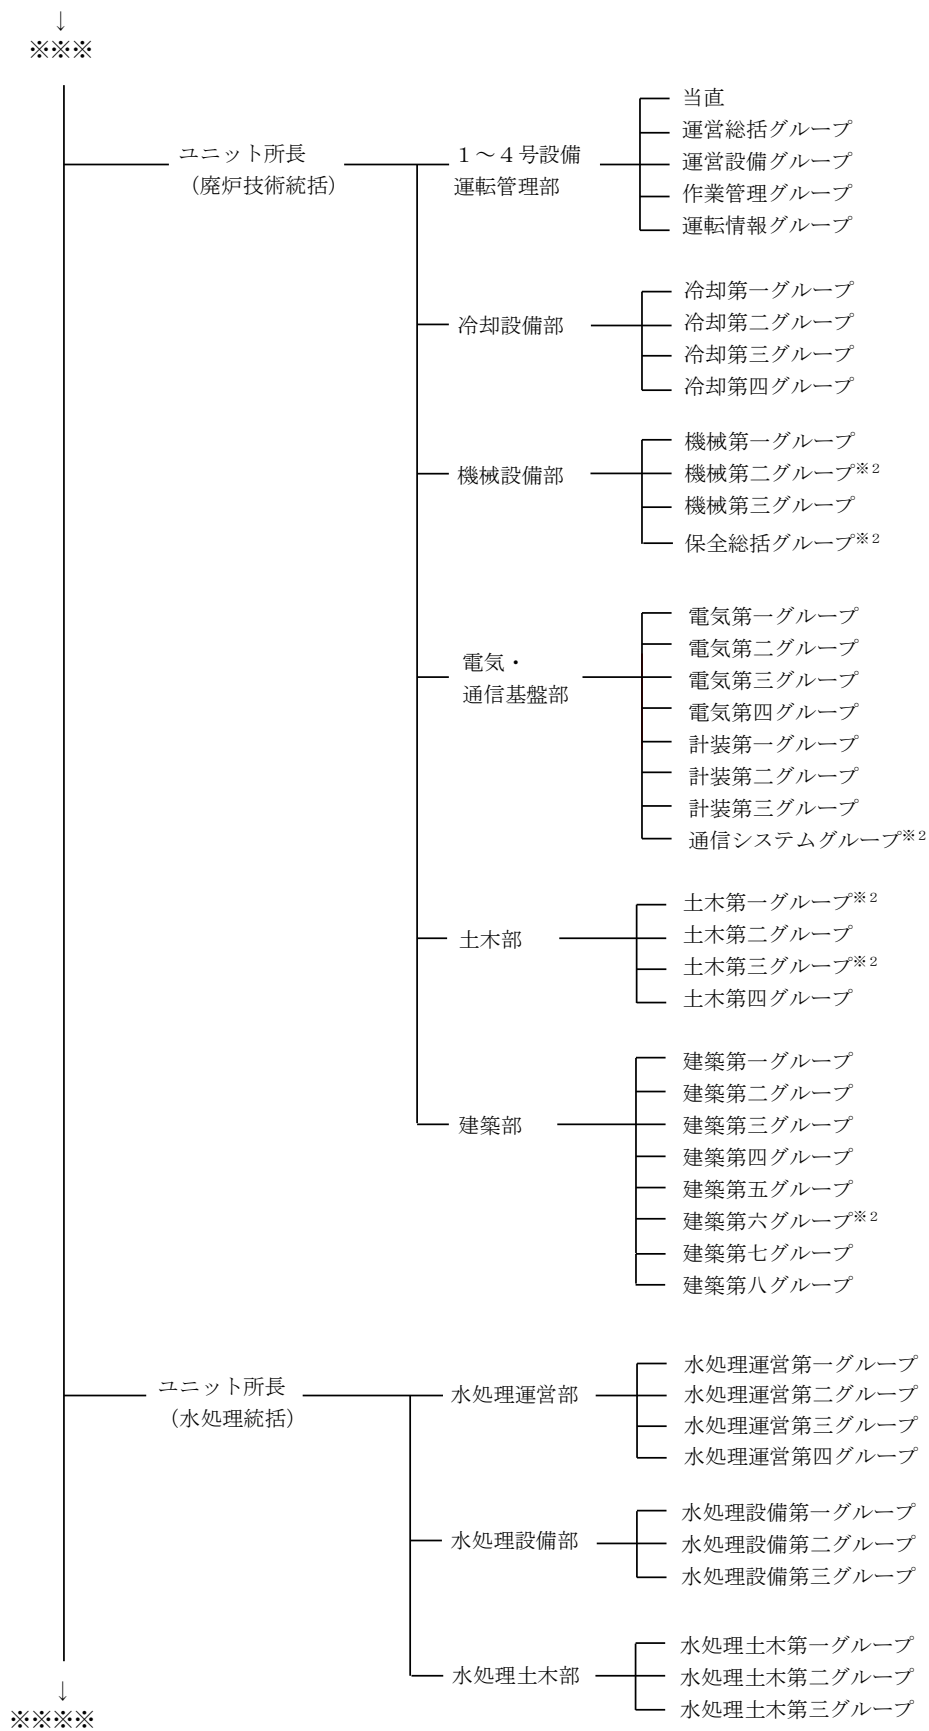 ↓
※※※
ユニット所長
（廃炉技術統括）
１～４号設備
運転管理部
当直
運営総括グループ
運営設備グループ
作業管理グループ
運転情報グループ
冷却設備部
冷却第一グループ
冷却第二グループ
冷却第三グループ
冷却第四グループ
機械設備部
機械第一グループ
機械第二グループ※２
機械第三グループ
保全総括グループ※２
電気・
通信基盤部
電気第一グループ
電気第二グループ
電気第三グループ
電気第四グループ
計装第一グループ
計装第二グループ
計装第三グループ
通信システムグループ※２
土木部
土木第一グループ※２
土木第二グループ
土木第三グループ※２
土木第四グループ
建築部
建築第一グループ
建築第二グループ
建築第三グループ
建築第四グループ
建築第五グループ
建築第六グループ※２
建築第七グループ
建築第八グループ
ユニット所長
（水処理統括）
水処理運営部
水処理運営第一グループ
水処理運営第二グループ
水処理運営第三グループ
水処理運営第四グループ
水処理設備部
水処理設備第一グループ
水処理設備第二グループ
水処理設備第三グループ
水処理土木部
水処理土木第一グループ
水処理土木第二グループ
水処理土木第三グループ
↓
※※※※